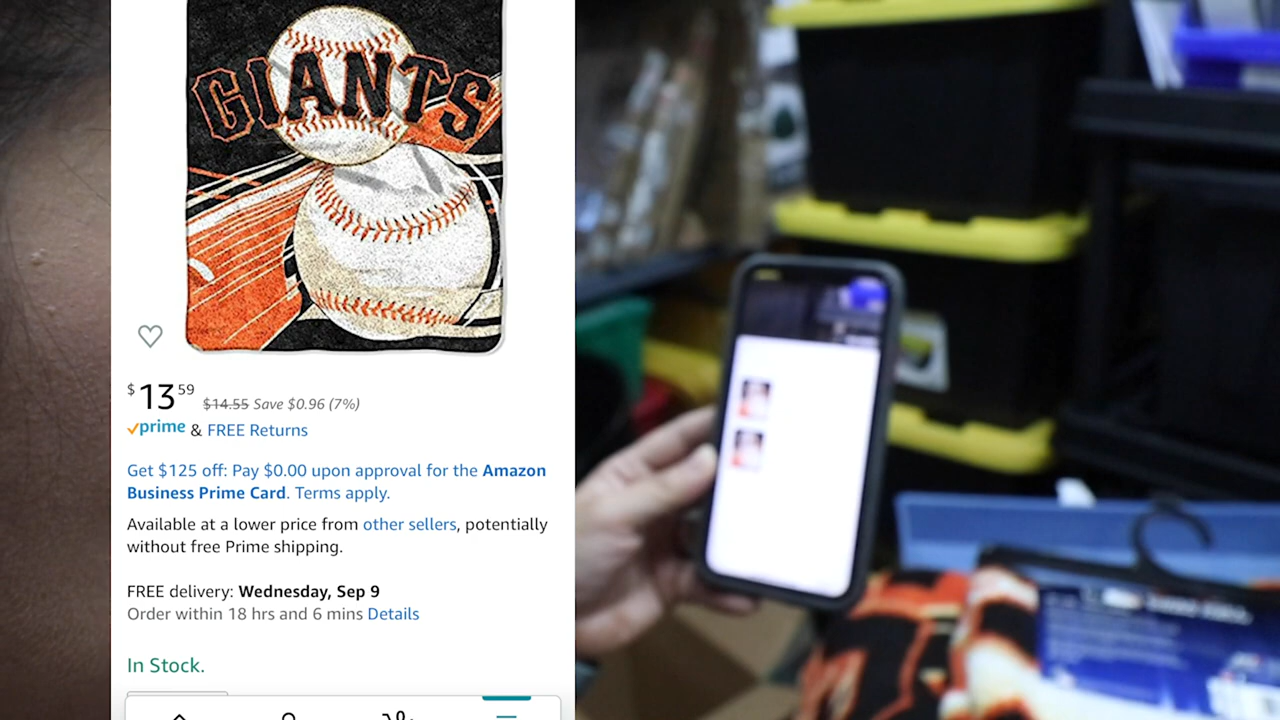 GIANTS
$13.59 $14.55 Save $0.96 (7%)
prime & FREE Returns
Get $125 off: Pay $0.00 upon approval for the Amazon
Business Prime Card. Terms apply.
Available at a lower price from other sellers, potentially
without free Prime shipping.
FREE delivery: Wednesday, Sep 9
Order within 18 hrs and 6 mins Details
In Stock.